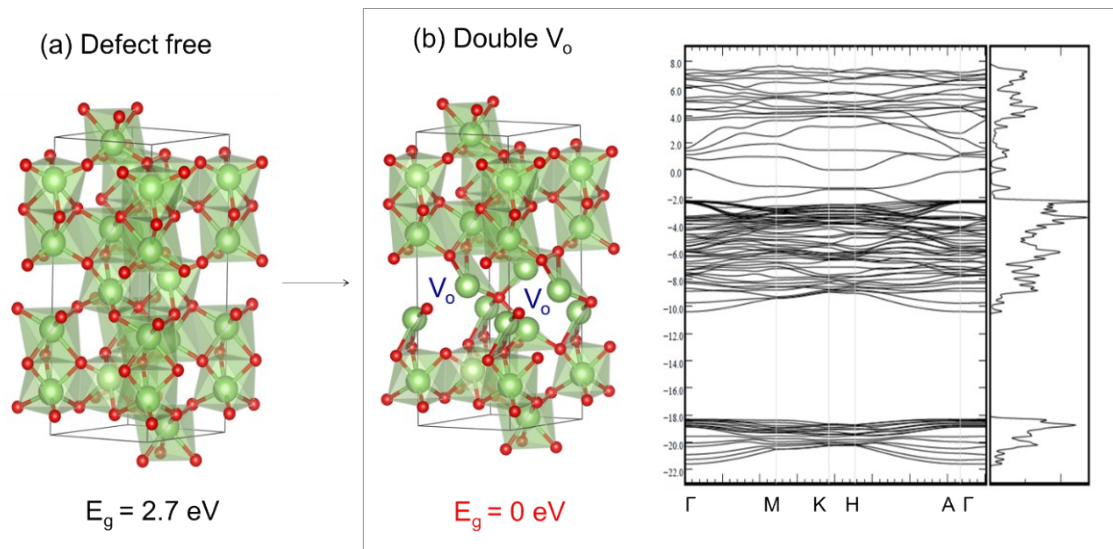 (a) Defect free
(b) Double Vₒ
Vₒ
Vₒ
E_g = 2.7 eV
E_g = 0 eV
8.0
6.0
4.0
2.0
0.0
−2.0
−4.0
−6.0
−8.0
−10.0
−12.0
−14.0
−16.0
−18.0
−20.0
−22.0
Γ M K H A Γ